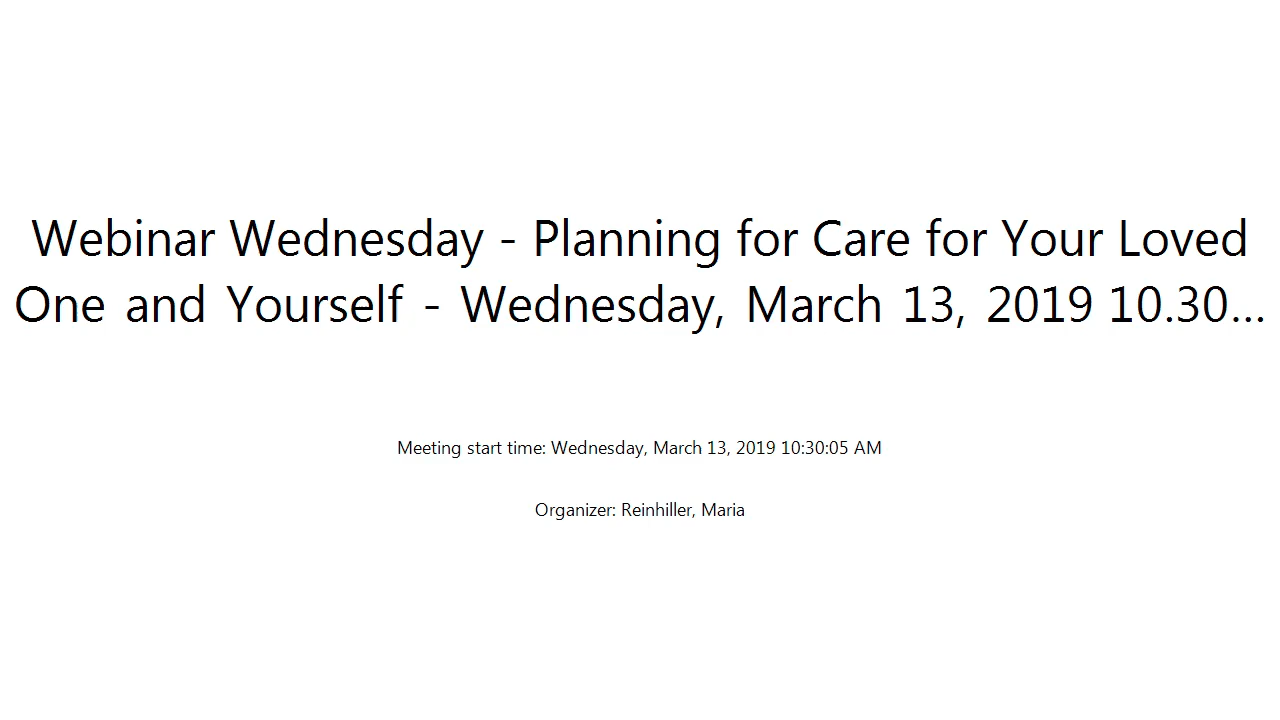 Webinar Wednesday - Planning for Care for Your Loved
One and Yourself - Wednesday, March 13, 2019 10.30...
Meeting start time: Wednesday, March 13, 2019 10:30:05 AM
Organizer: Reinhiller, Maria